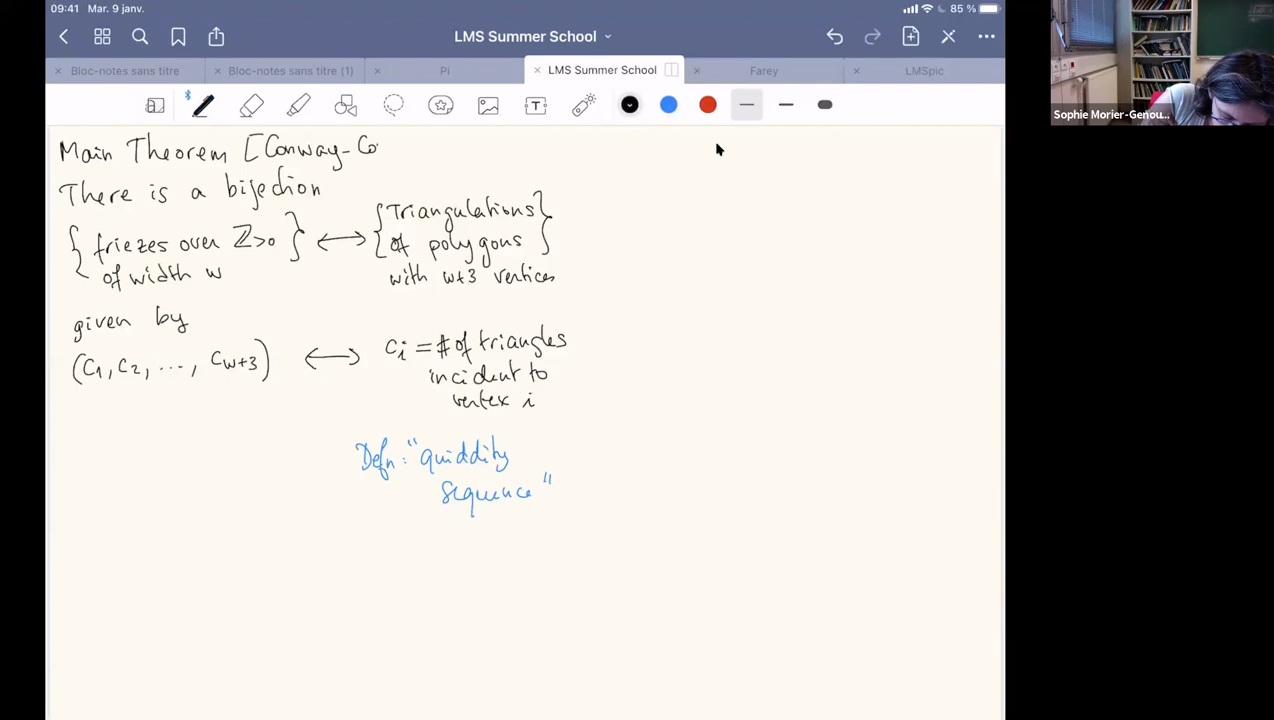 09:41 Mar. 9 janv.
85 %
LMS Summer School
Bloc-notes sans titre
Bloc-notes sans titre (1)
Pi
LMS Summer School
Farey
LMSpic
T
Sophie Morier-Genou...
Main Theorem [Conway-Co
There is a bijection
{friezes over ℤ>0 of width w} ↔ {Triangulations of polygons with w+3 vertices}
given by
(c₁, c₂, ..., c_{w+3}) ↔ cᵢ = # of triangles
incident to
vertex i
Defn: "quiddity
sequence"